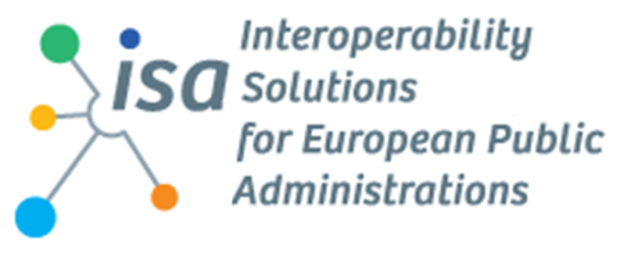 isa
Interoperability
Solutions
for European Public
Administrations